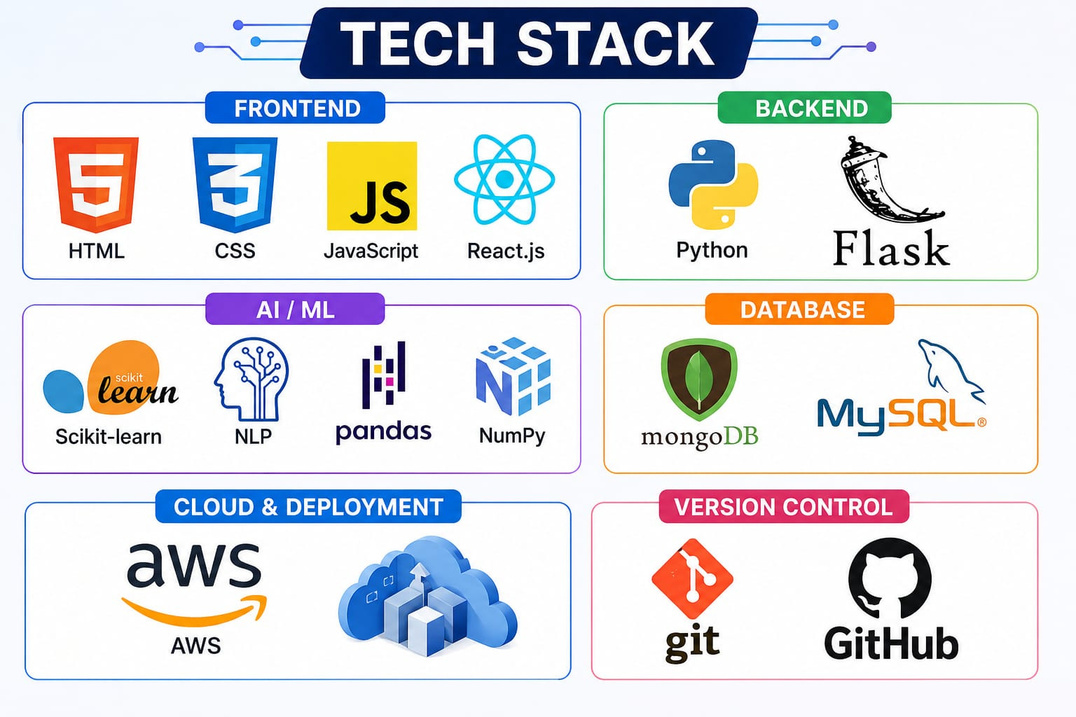 TECH STACK
FRONTEND
5
3
JS
HTML
CSS
JavaScript
React.js
BACKEND
Python
Flask
AI / ML
scikit
learn
Scikit-learn
NLP
pandas
N
NumPy
DATABASE
mongoDB
MySQL®
CLOUD & DEPLOYMENT
aws
AWS
VERSION CONTROL
git
GitHub